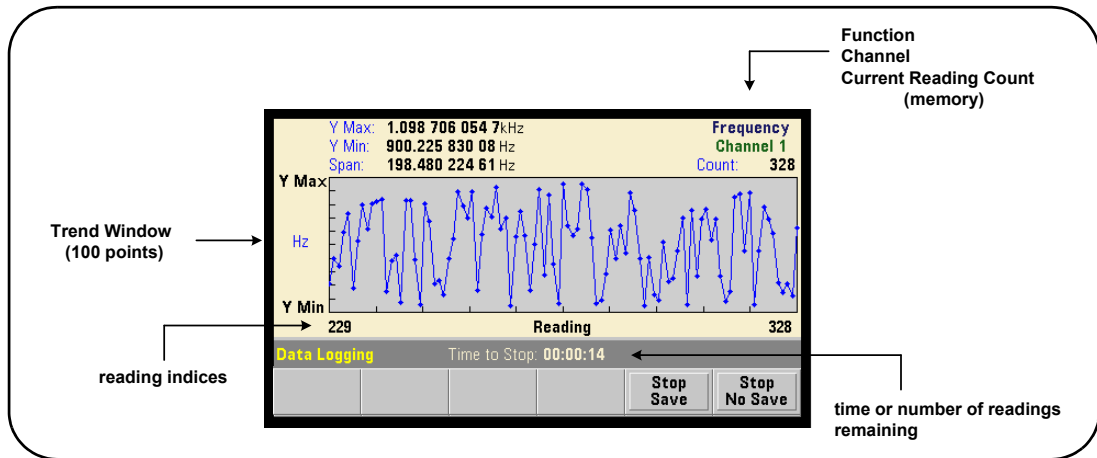 Function
Channel
Current Reading Count
(memory)
Y Max: 1.098 706 054 7kHz
Y Min: 900.225 830 08 Hz
Span: 198.480 224 61 Hz
Frequency
Channel 1
Count: 328
Y Max
Hz
Y Min
229 Reading 328
Trend Window
(100 points)
reading indices
Data Logging Time to Stop: 00:00:14
Stop
Save
Stop
No Save
time or number of readings
remaining